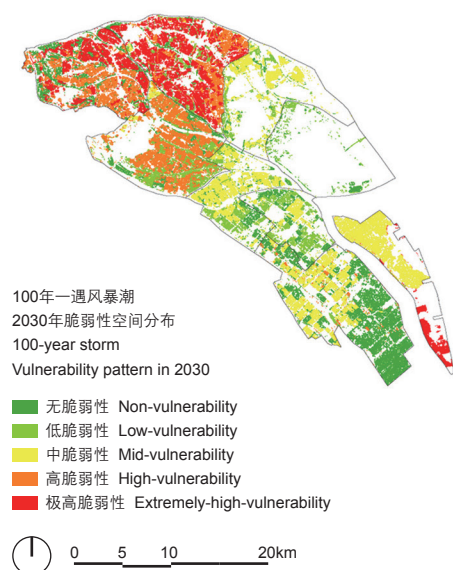 100年一遇风暴潮
2030年脆弱性空间分布
100-year storm
Vulnerability pattern in 2030
无脆弱性 Non-vulnerability
低脆弱性 Low-vulnerability
中脆弱性 Mid-vulnerability
高脆弱性 High-vulnerability
极高脆弱性 Extremely-high-vulnerability
0 5 10 20km